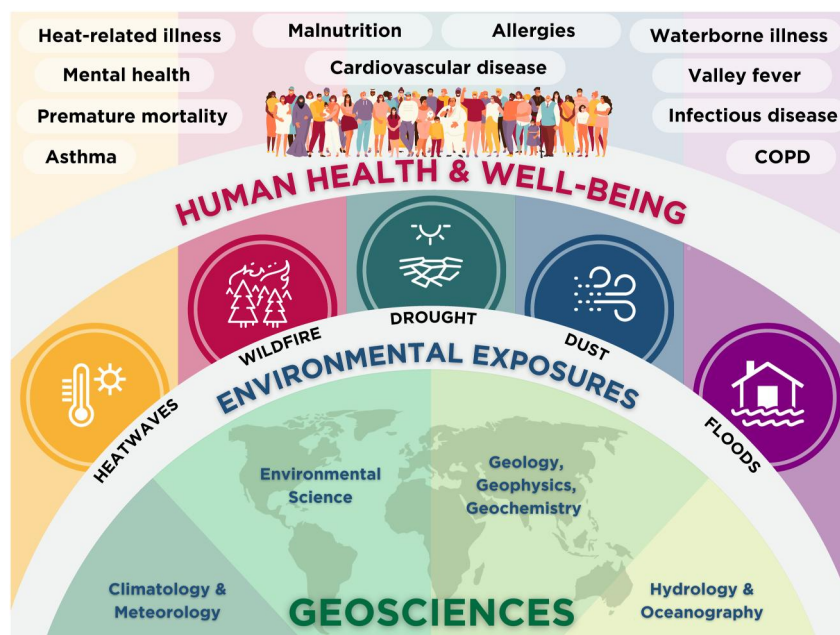 Heat-related illness
Malnutrition
Allergies
Waterborne illness
Mental health
Cardiovascular disease
Valley fever
Premature mortality
Infectious disease
Asthma
COPD
HUMAN HEALTH & WELL-BEING
HEATWAVES
WILDFIRE
DROUGHT
DUST
FLOODS
ENVIRONMENTAL EXPOSURES
Environmental
Science
Geology,
Geophysics,
Geochemistry
Climatology &
Meteorology
Hydrology &
Oceanography
GEOSCIENCES